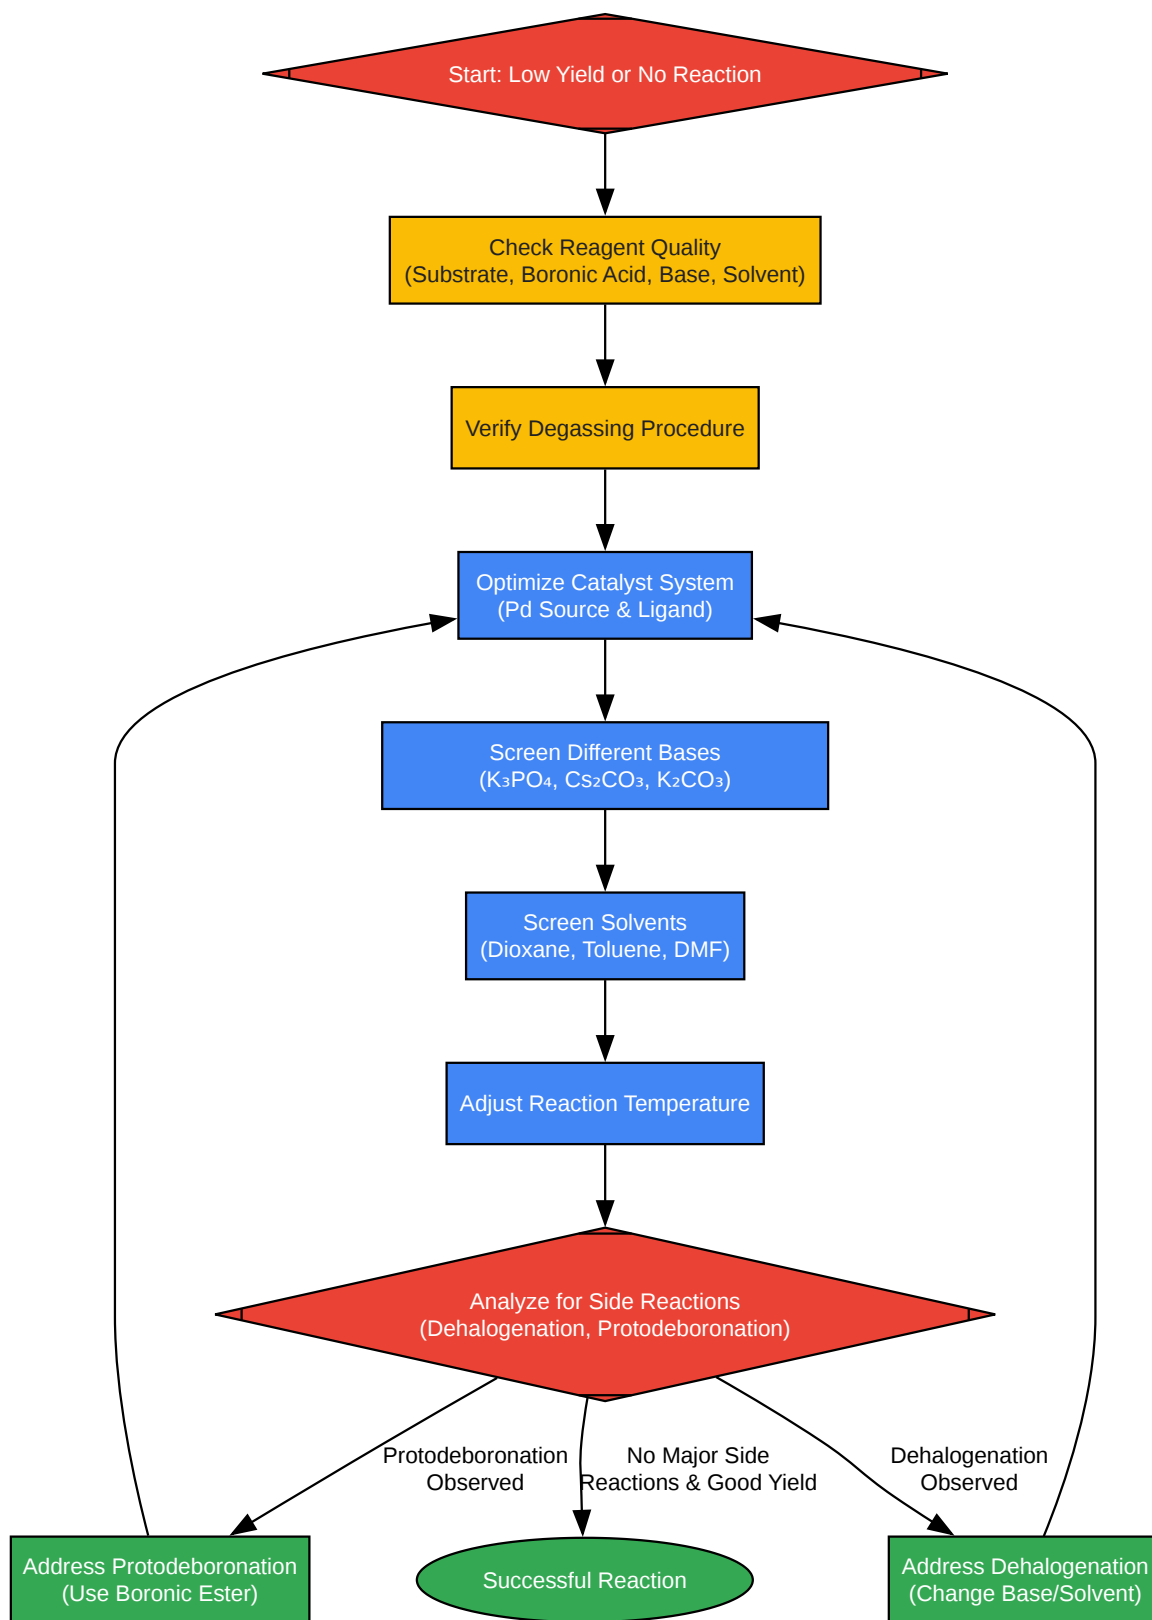 Start: Low Yield or No Reaction
Check Reagent Quality
(Substrate, Boronic Acid, Base, Solvent)
Verify Degassing Procedure
Optimize Catalyst System
(Pd Source & Ligand)
Screen Different Bases
(K₃PO₄, Cs₂CO₃, K₂CO₃)
Screen Solvents
(Dioxane, Toluene, DMF)
Adjust Reaction Temperature
Analyze for Side Reactions
(Dehalogenation, Protodeboronation)
Protodeboronation
Observed
No Major Side
Reactions & Good Yield
Dehalogenation
Observed
Address Protodeboronation
(Use Boronic Ester)
Successful Reaction
Address Dehalogenation
(Change Base/Solvent)